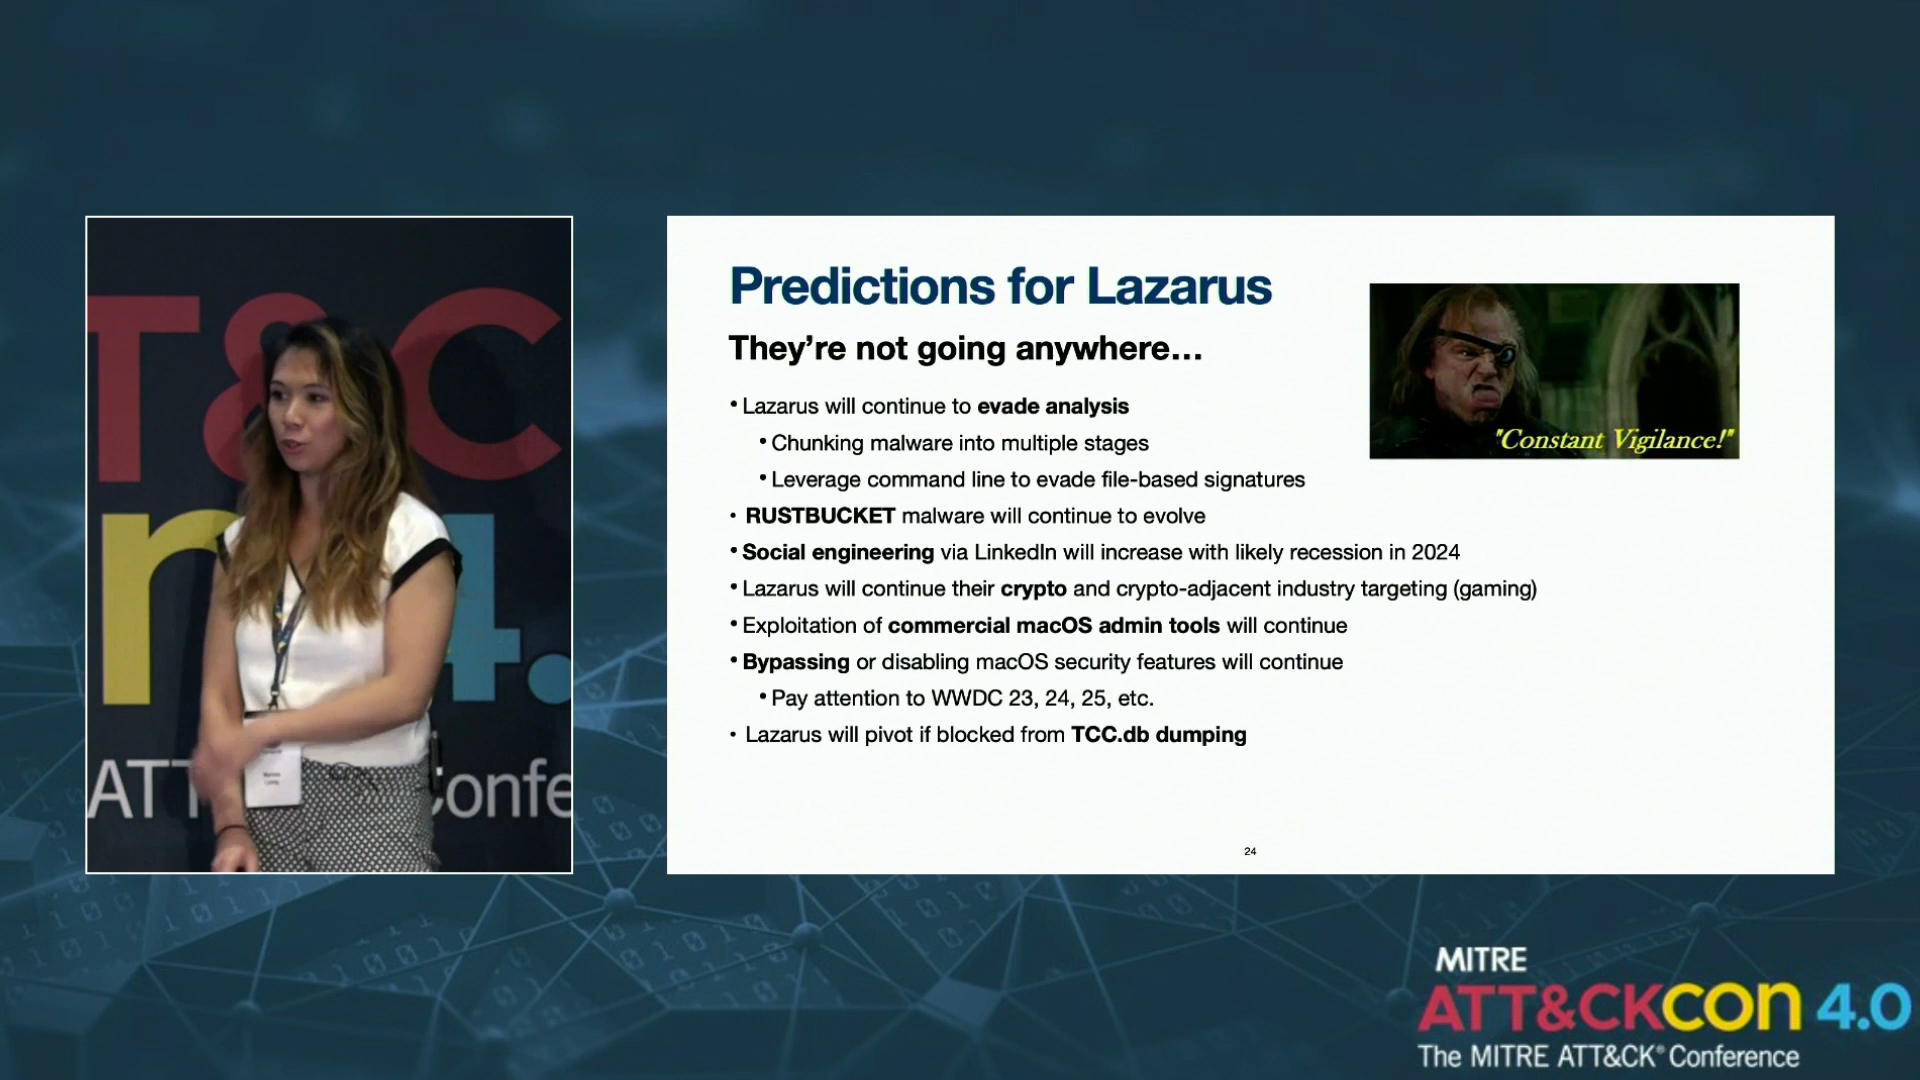 T&C
n 4.
ATT
Confe
Predictions for Lazarus
They're not going anywhere...
"Constant Vigilance!"
• Lazarus will continue to evade analysis
• Chunking malware into multiple stages
• Leverage command line to evade file-based signatures
• RUSTBUCKET malware will continue to evolve
• Social engineering via LinkedIn will increase with likely recession in 2024
• Lazarus will continue their crypto and crypto-adjacent industry targeting (gaming)
• Exploitation of commercial macOS admin tools will continue
• Bypassing or disabling macOS security features will continue
• Pay attention to WWDC 23, 24, 25, etc.
• Lazarus will pivot if blocked from TCC.db dumping
24
MITRE
ATT&CKCON 4.0
The MITRE ATT&CK® Conference